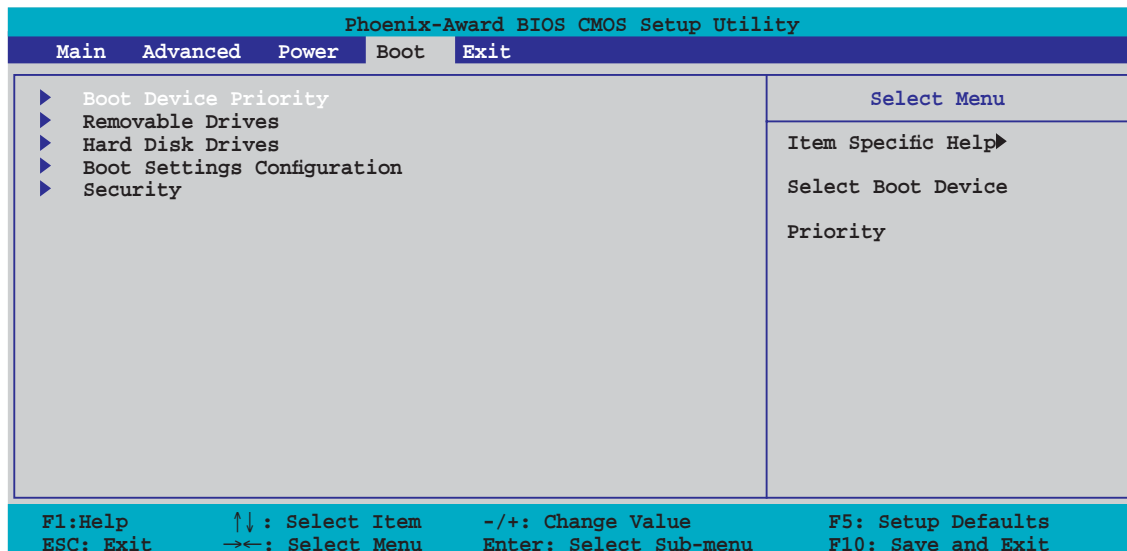 Phoenix-Award BIOS CMOS Setup Utility
Main Advanced Power Boot Exit
Boot Device Priority
Removable Drives
Hard Disk Drives
Boot Settings Configuration
Security
Select Menu
Item Specific Help
Select Boot Device
Priority
F1:Help ↑↓: Select Item -/+: Change Value F5: Setup Defaults
ESC: Exit →←: Select Menu Enter: Select Sub-menu F10: Save and Exit